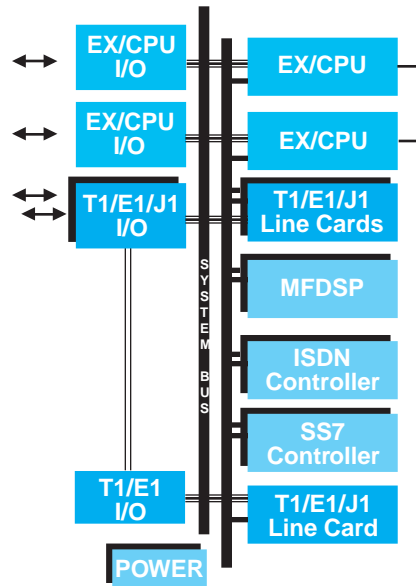 EX/CPU
I/O
EX/CPU
EX/CPU
I/O
EX/CPU
T1/E1/J1
I/O
T1/E1/J1
Line Cards
SYSTEM BUS
MFDSP
ISDN
Controller
SS7
Controller
T1/E1
I/O
T1/E1/J1
Line Card
POWER